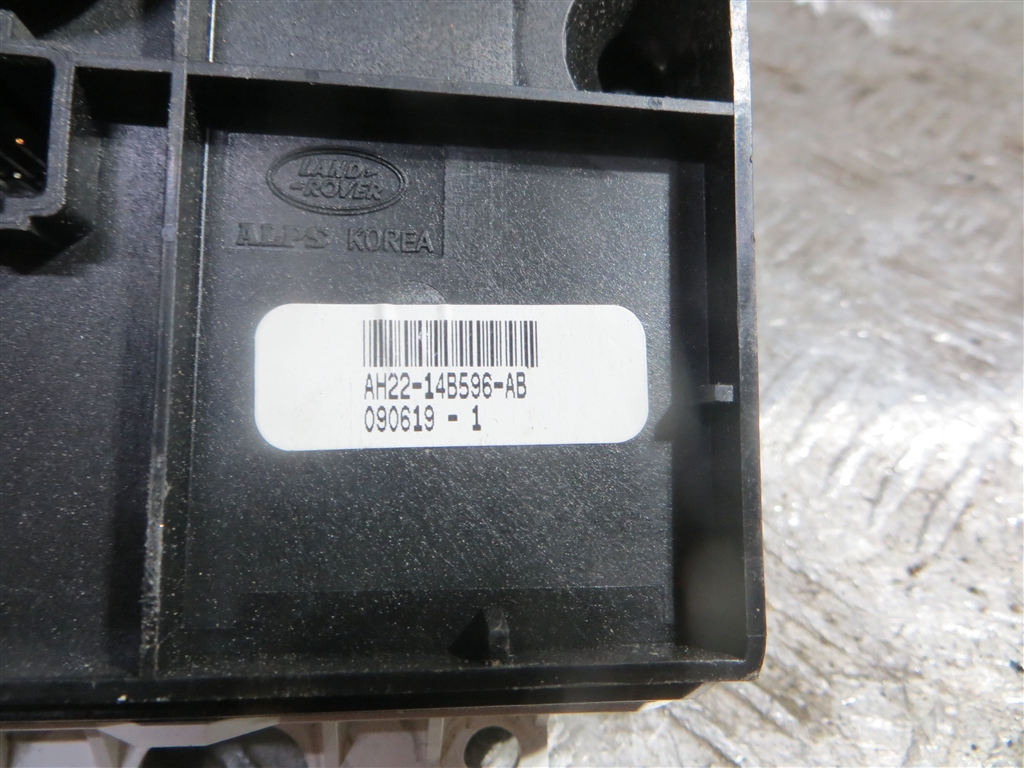 LAND
ROVER
ALPS KOREA
AH22-14B596-AB
090619 - 1